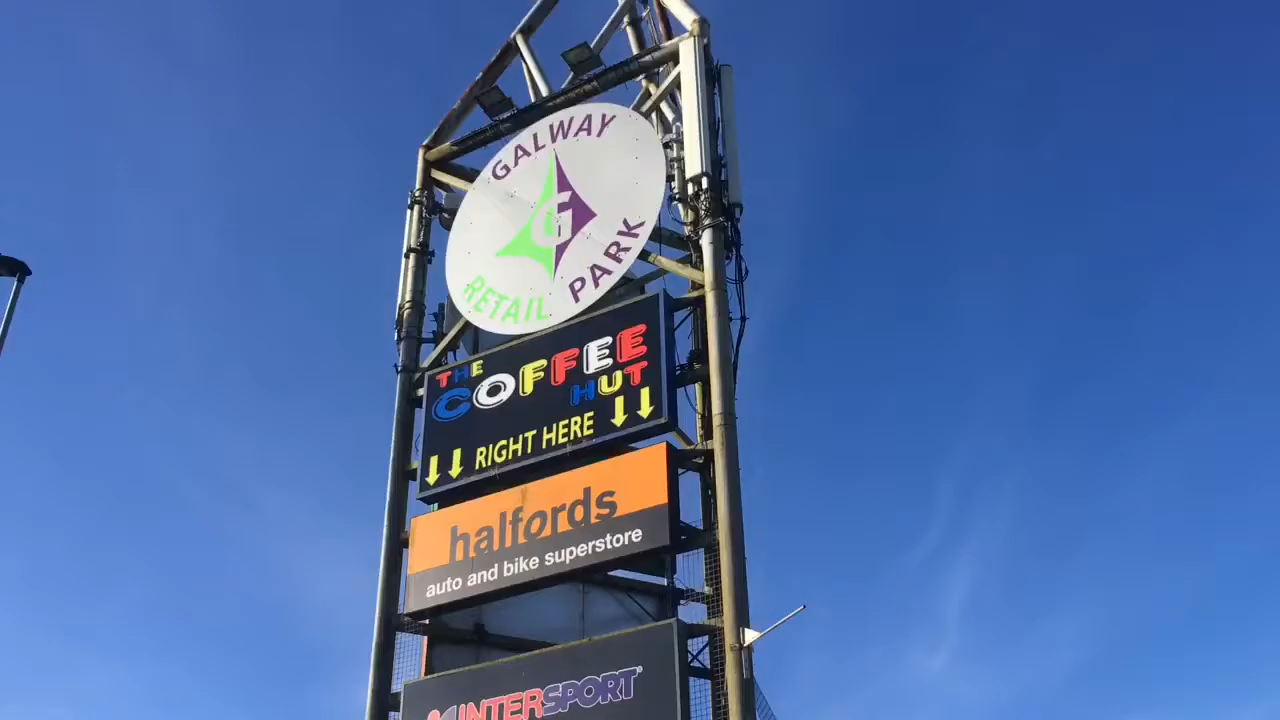 GALWAY
G
RETAIL PARK
THE
COFFEE
HUT
RIGHT HERE
halfords
auto and bike superstore
INTERSPORT